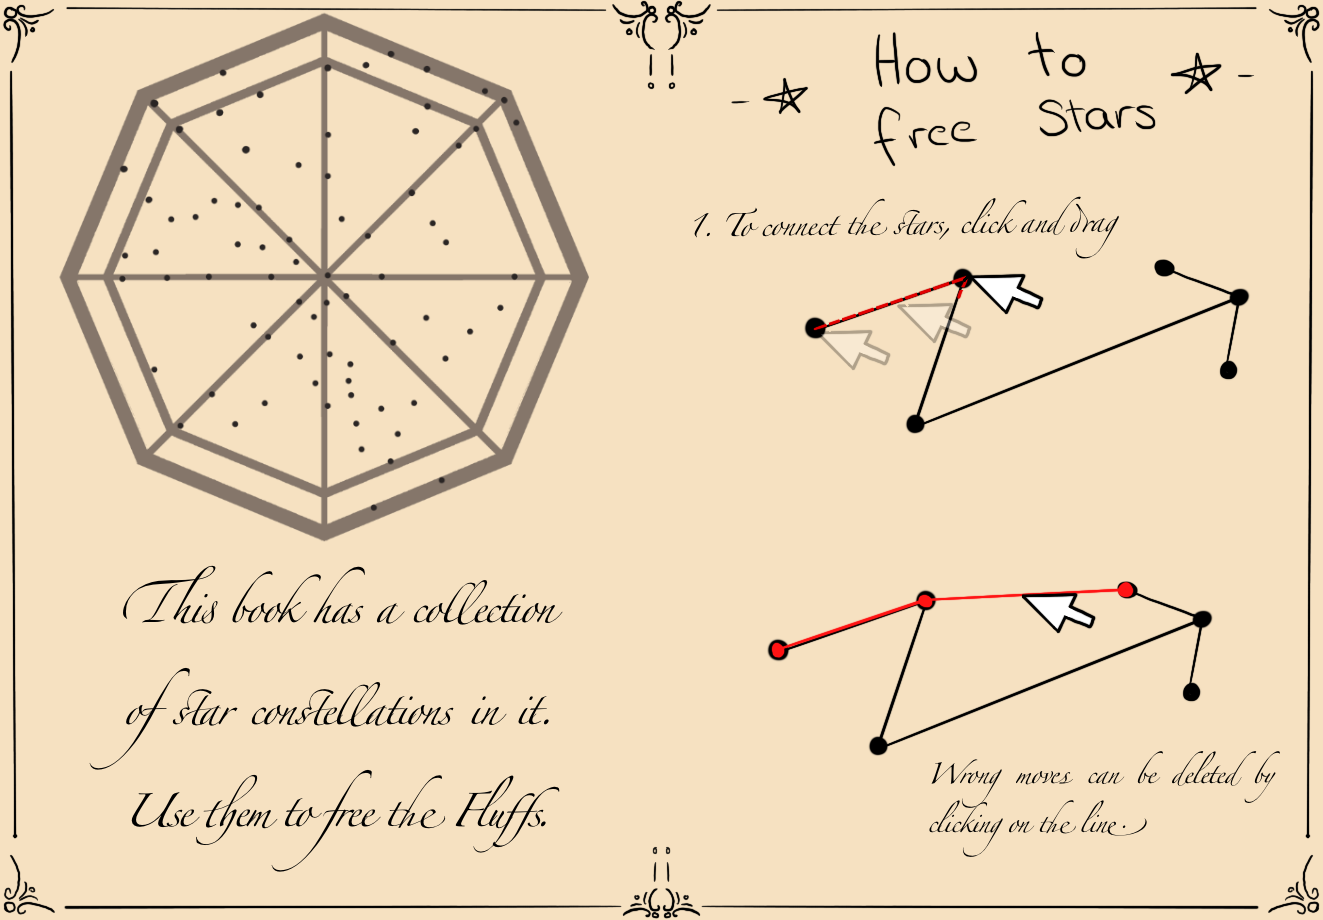 This book has a collection
of star constellations in it.
Use them to free the Fluffs.
How to
free Stars
1. To connect the stars, click and drag
Wrong moves can be deleted by
clicking on the line.